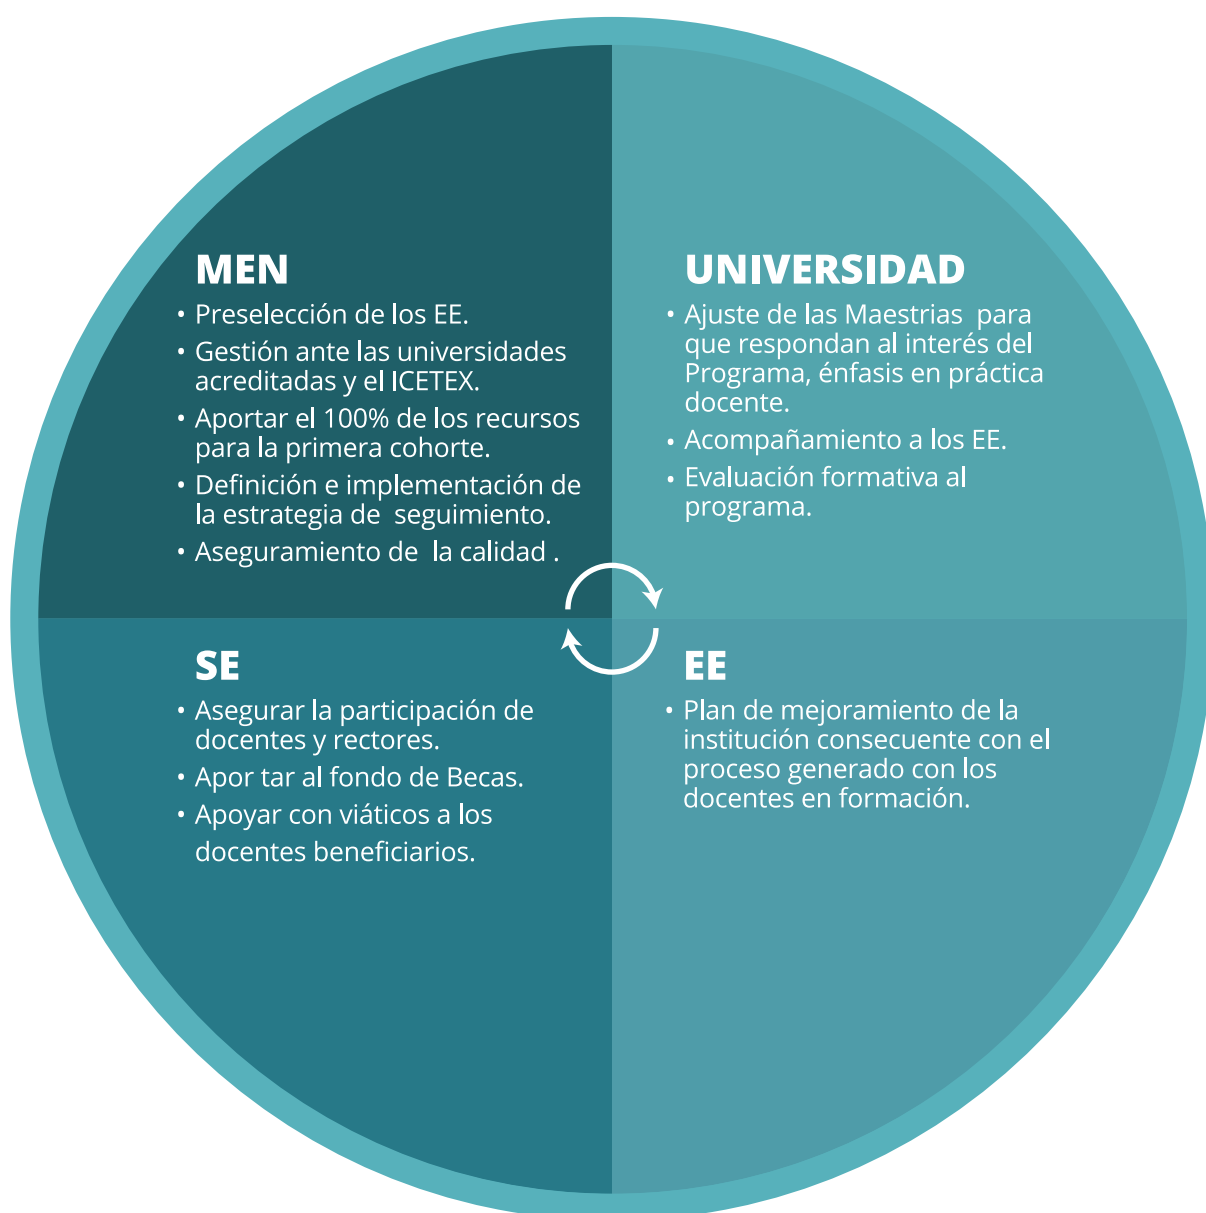 MEN
• Preselección de los EE.
• Gestión ante las universidades
acreditadas y el ICETEX.
• Aportar el 100% de los recursos
para la primera cohorte.
• Definición e implementación de
la estrategia de  seguimiento.
• Aseguramiento de  la calidad .
UNIVERSIDAD
• Ajuste de las Maestrias  para
que respondan al interés del
Programa, énfasis en práctica
docente.
• Acompañamiento a los EE.
• Evaluación formativa al
programa.
SE
• Asegurar la participación de
docentes y rectores.
• Apor tar al fondo de Becas.
• Apoyar con viáticos a los
docentes beneficiarios.
EE
• Plan de mejoramiento de la
institución consecuente con el
proceso generado con los
docentes en formación.